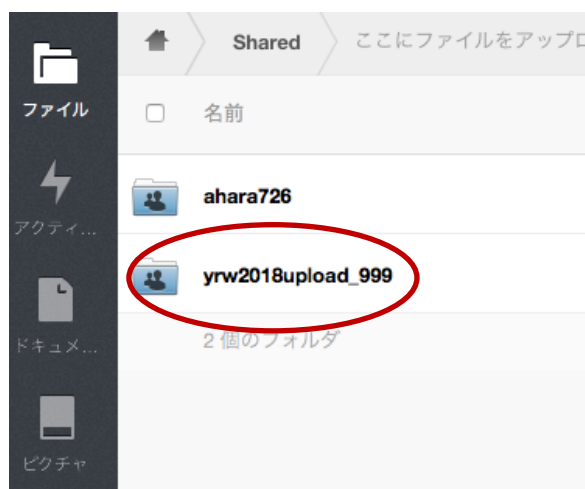 Shared
ここにファイルをアップロ
ファイル
名前
アクティ...
ahara726
yrw2018upload_999
ドキュメ...
2 個のフォルダ
ピクチャ